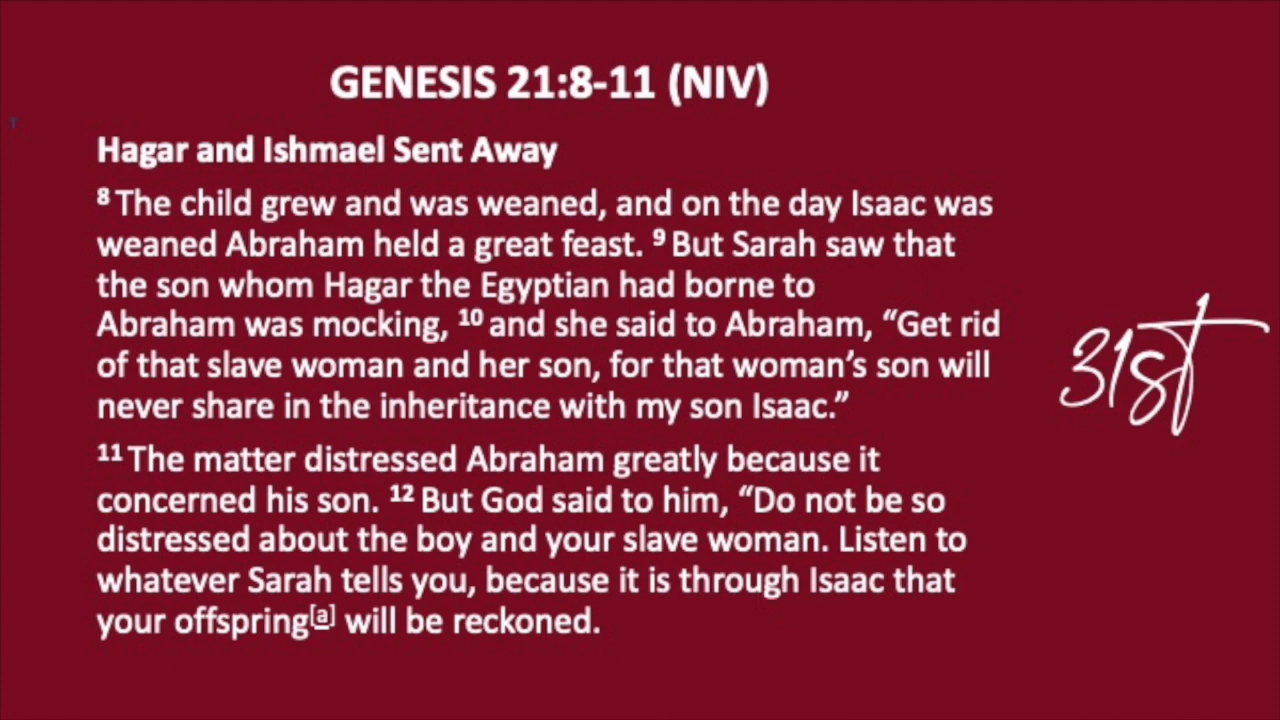 GENESIS 21:8-11 (NIV)
Hagar and Ishmael Sent Away
8 The child grew and was weaned, and on the day Isaac was
weaned Abraham held a great feast. 9 But Sarah saw that
the son whom Hagar the Egyptian had borne to
Abraham was mocking, 10 and she said to Abraham, “Get rid
of that slave woman and her son, for that woman’s son will
never share in the inheritance with my son Isaac.”
11 The matter distressed Abraham greatly because it
concerned his son. 12 But God said to him, “Do not be so
distressed about the boy and your slave woman. Listen to
whatever Sarah tells you, because it is through Isaac that
your offspring[a] will be reckoned.
31st